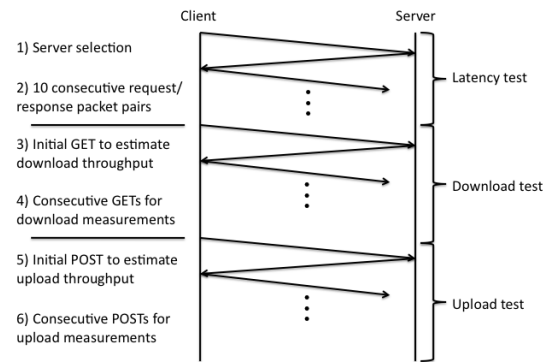 Client
Server
1) Server selection
2) 10 consecutive request/
response packet pairs
Latency test
3) Initial GET to estimate
download throughput
4) Consecutive GETs for
download measurements
Download test
5) Initial POST to estimate
upload throughput
6) Consecutive POSTs for
upload measurements
Upload test